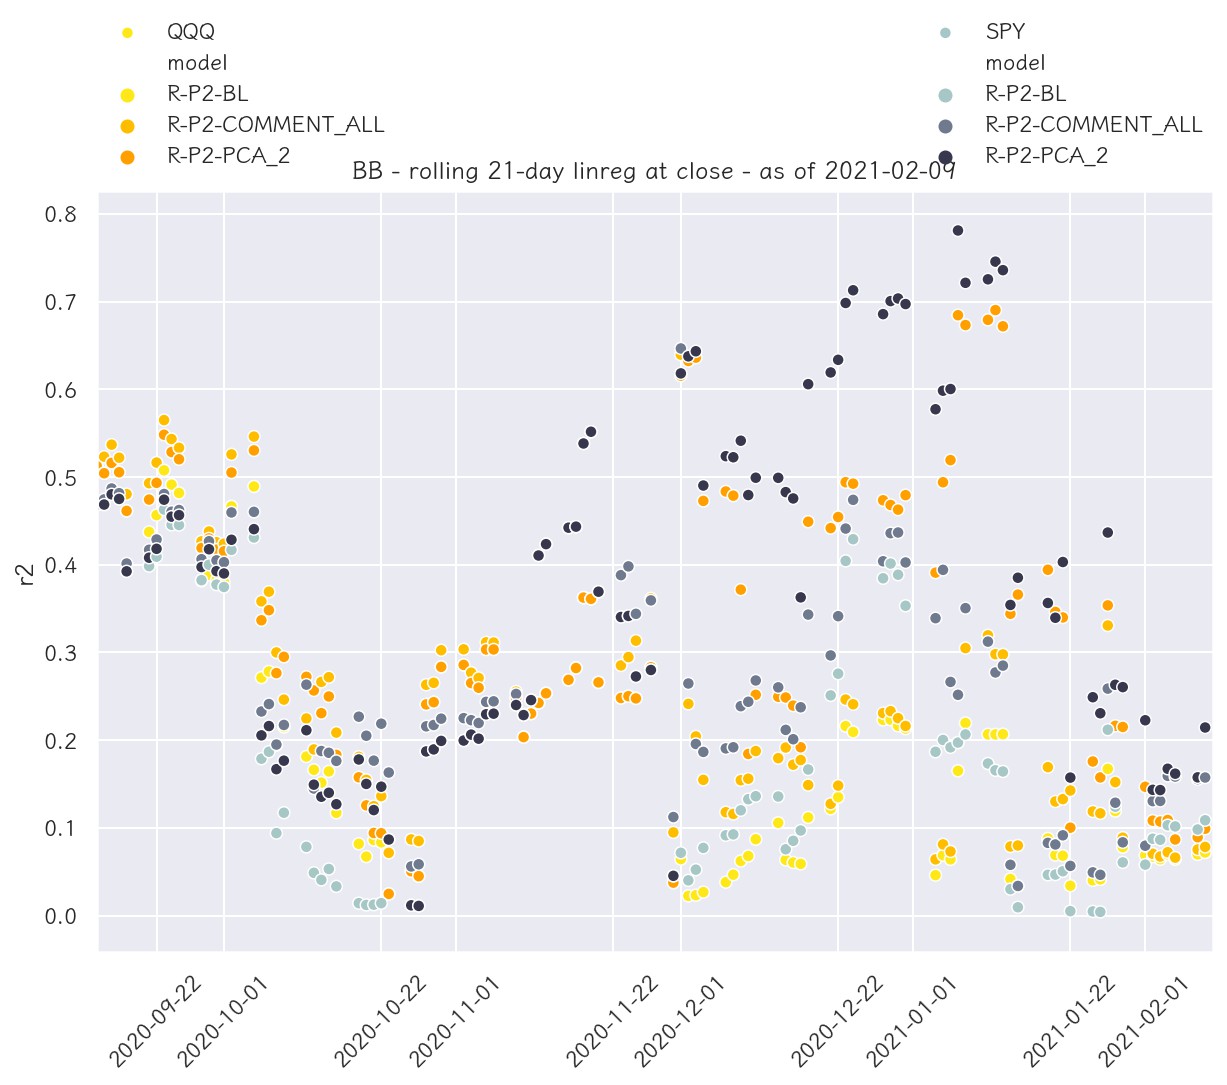 QQQ
model
R-P2-BL
R-P2-COMMENT_ALL
R-P2-PCA_2
SPY
model
R-P2-BL
R-P2-COMMENT_ALL
R-P2-PCA_2
BB - rolling 21-day linreg at close - as of 2021-02-09
r2
0.8
0.7
0.6
0.5
0.4
0.3
0.2
0.1
0.0
2020-09-22
2020-10-01
2020-10-22
2020-11-01
2020-11-22
2020-12-01
2020-12-22
2021-01-01
2021-01-22
2021-02-01